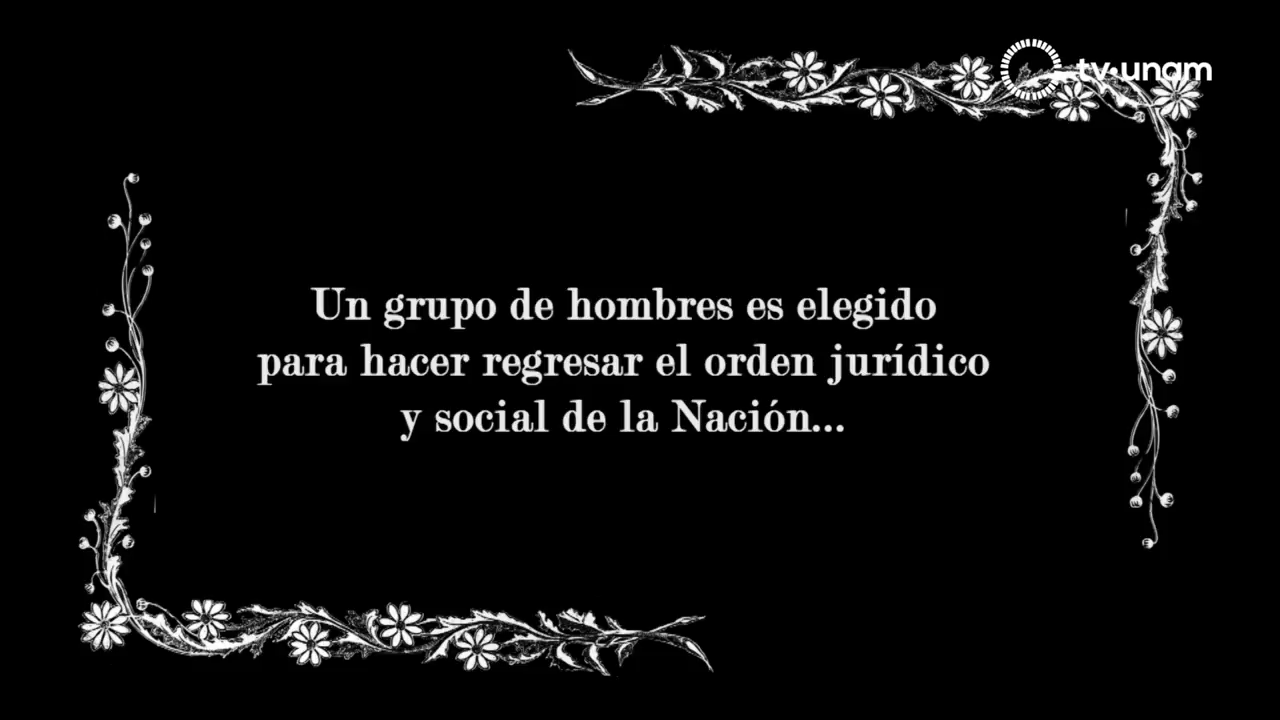 tv·unam
Un grupo de hombres es elegido
para hacer regresar el orden jurídico
y social de la Nación...